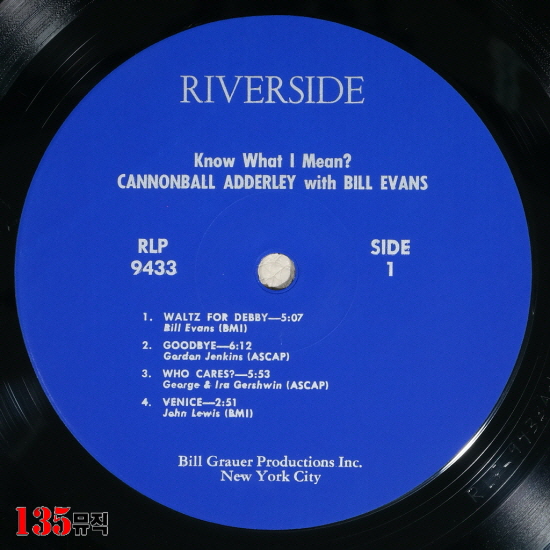 RIVERSIDE
Know What I Mean?
CANNONBALL ADDERLEY with BILL EVANS
RLP
9433
SIDE
1
1. WALTZ FOR DEBBY—5:07
Bill Evans (BMI)
2. GOODBYE—6:12
Gordon Jenkins (ASCAP)
3. WHO CARES?—5:53
George & Ira Gershwin (ASCAP)
4. VENICE—2:51
John Lewis (BMI)
Bill Grauer Productions Inc.
New York City
135뮤직